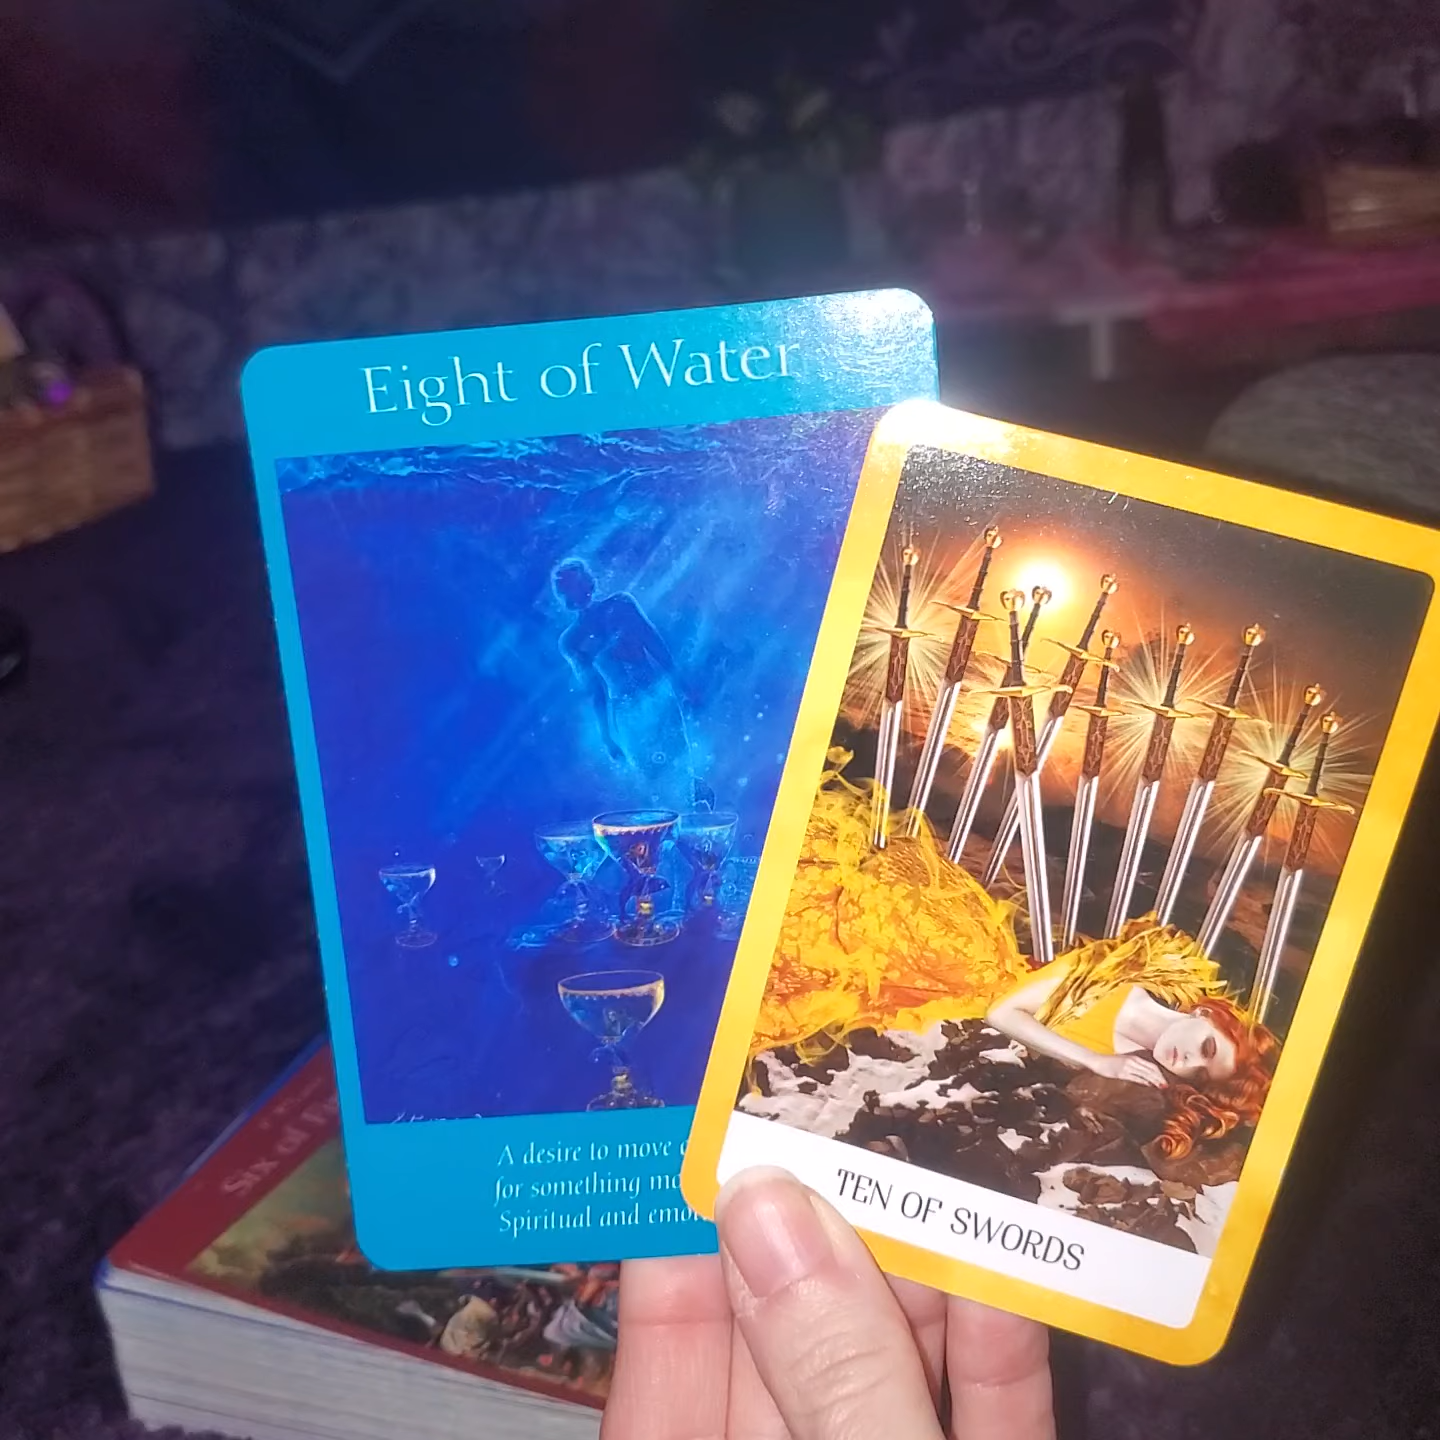 Eight of Water
A desire to move
for something
Spiritual and
TEN OF SWORDS
Six of